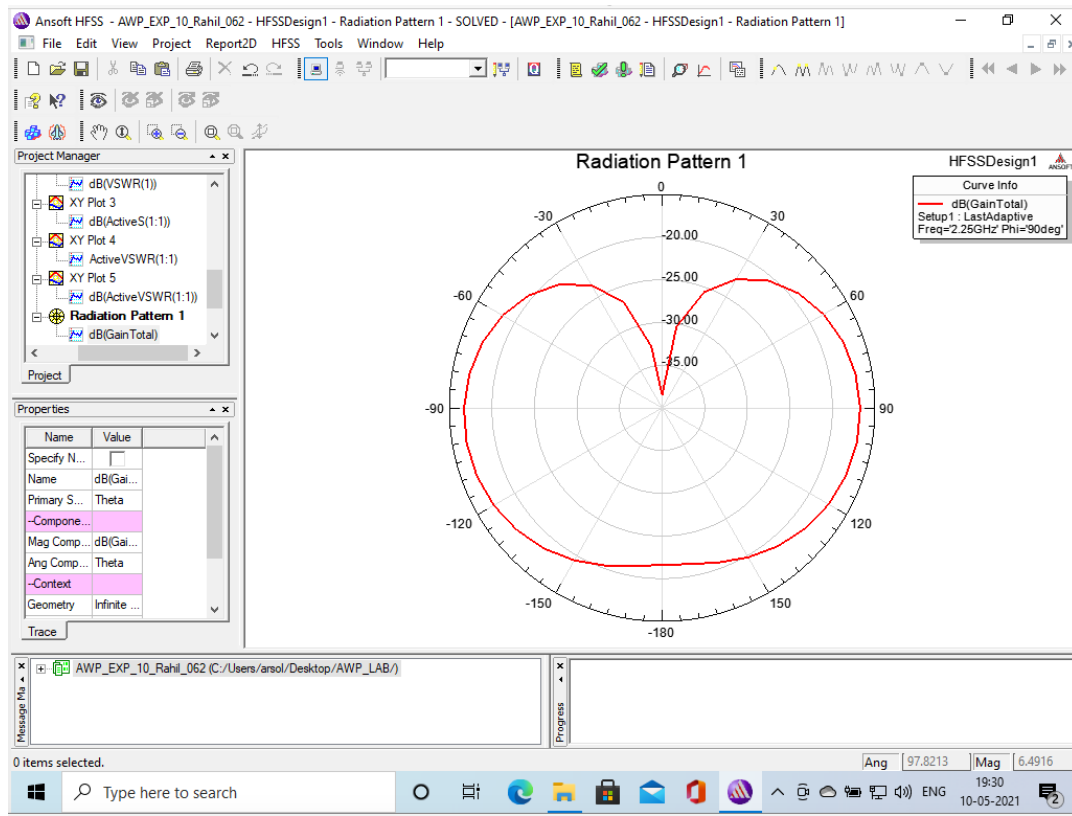 Ansoft HFSS - AWP_EXP_10_Rahil_062 - HFSSDesign1 - Radiation Pattern 1 - SOLVED - [AWP_EXP_10_Rahil_062 - HFSSDesign1 - Radiation Pattern 1]
File Edit View Project Report2D HFSS Tools Window Help
Project Manager
dB(VSWR(1))
XY Plot 3
dB(ActiveS(1:1))
XY Plot 4
ActiveVSWR(1:1)
XY Plot 5
dB(ActiveVSWR(1:1))
Radiation Pattern 1
dB(GainTotal)
Project
Properties
Name Value
Specify N...
Name dB(Gai...
Primary S... Theta
--Compone...
Mag Comp... dB(Gai...
Ang Comp... Theta
--Context
Geometry Infinite ...
Trace
Radiation Pattern 1
HFSSDesign1
ANSOFT
Curve Info
dB(GainTotal)
Setup1 : LastAdaptive
Freq='2.25GHz' Phi='90deg'
0
-30
30
-20.00
-25.00
-60
60
-30.00
-35.00
-90
90
-120
120
-150
150
-180
AWP_EXP_10_Rahil_062 (C:/Users/arsol/Desktop/AWP_LAB/)
Message Ma
Progress
0 items selected.
Ang 97.8213 Mag 6.4916
Type here to search
ENG
19:30
10-05-2021
2